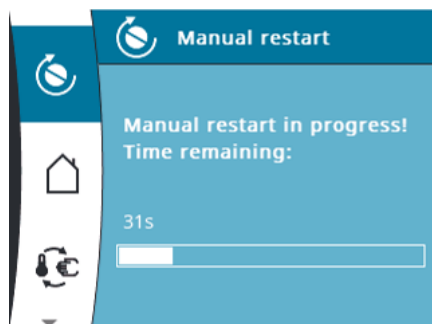 Manual restart
Manual restart in progress!
Time remaining:
31s